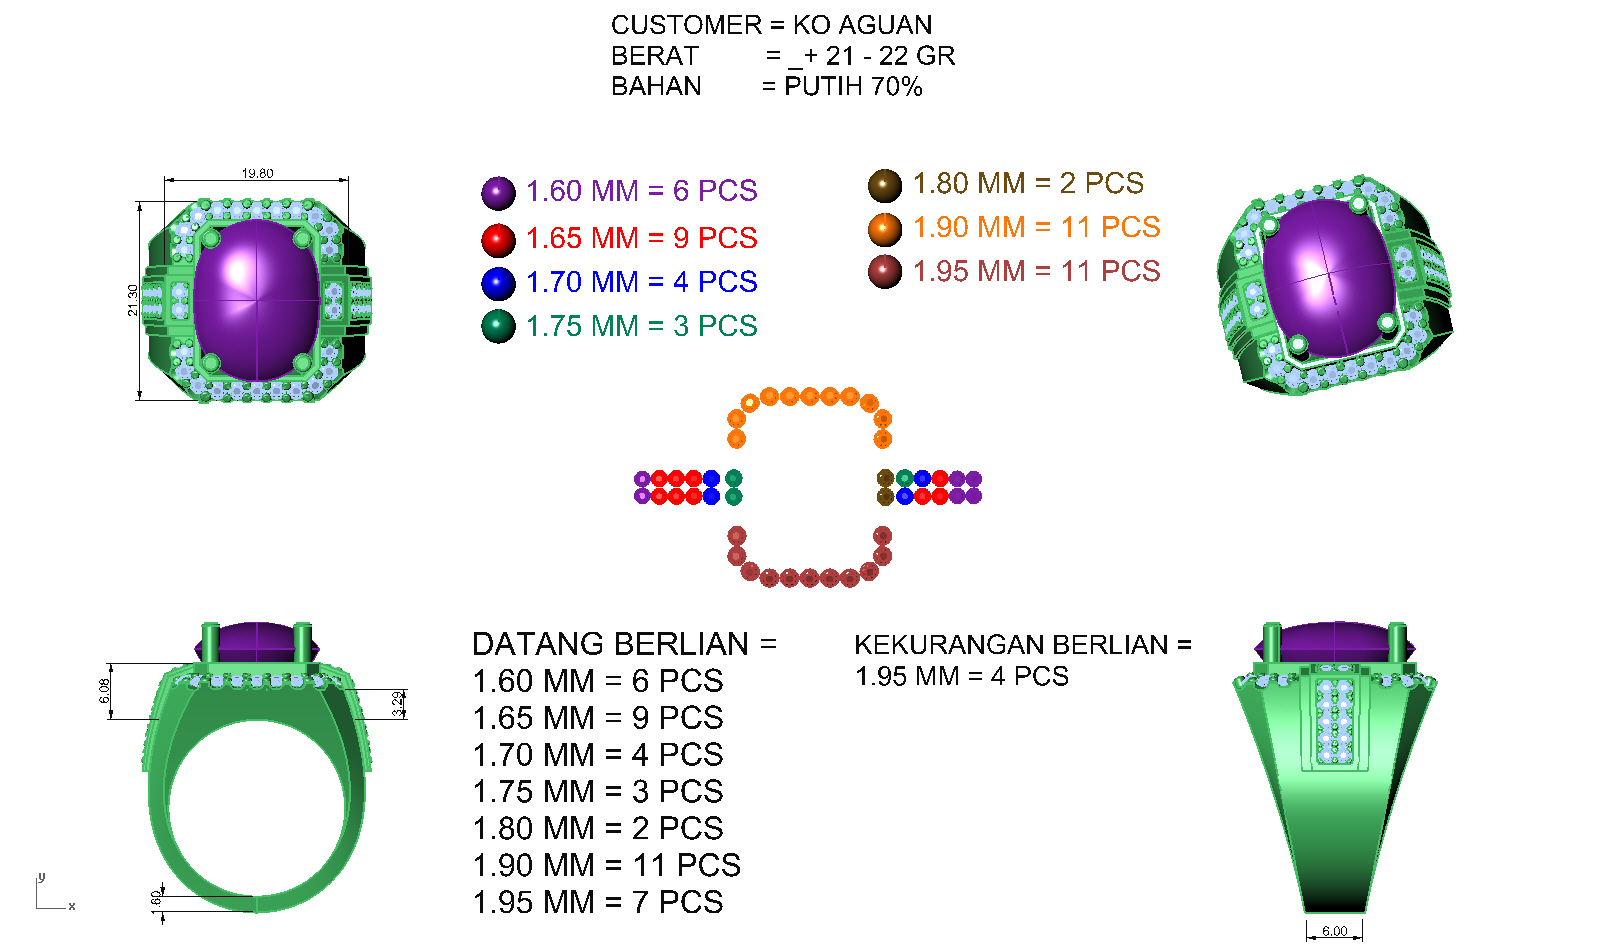 CUSTOMER = KO AGUAN
BERAT = _+ 21 - 22 GR
BAHAN = PUTIH 70%
19.80
21.30
1.60 MM = 6 PCS
1.65 MM = 9 PCS
1.70 MM = 4 PCS
1.75 MM = 3 PCS
1.80 MM = 2 PCS
1.90 MM = 11 PCS
1.95 MM = 11 PCS
6.08
3.29
1.60
DATANG BERLIAN =
1.60 MM = 6 PCS
1.65 MM = 9 PCS
1.70 MM = 4 PCS
1.75 MM = 3 PCS
1.80 MM = 2 PCS
1.90 MM = 11 PCS
1.95 MM = 7 PCS
KEKURANGAN BERLIAN =
1.95 MM = 4 PCS
6.00
y
x